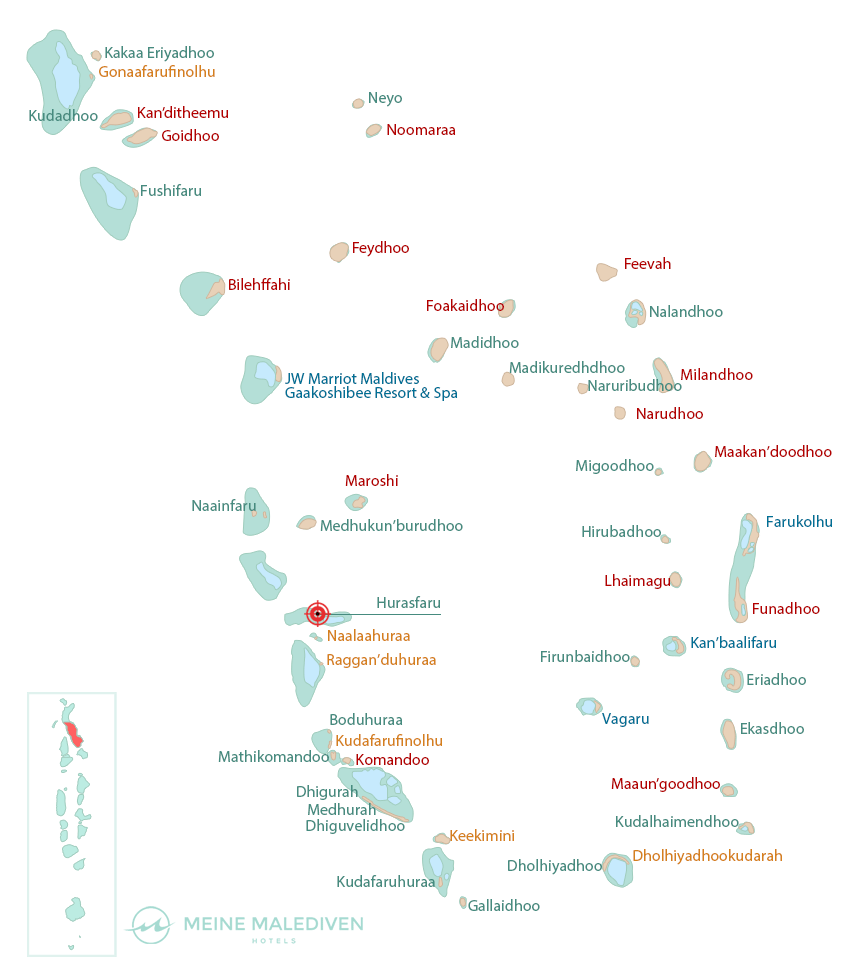 Kakaa Eriyadhoo
Gonaafarufinolhu
Neyo
Kudadhoo
Kan'ditheemu
Noomaraa
Goidhoo
Fushifaru
Feydhoo
Feevah
Bilehffahi
Foakaidhoo
Nalandhoo
Madidhoo
Madikuredhdhoo
Milandhoo
JW Marriot Maldives
Gaakoshibee Resort & Spa
Naruribudhoo
Narudhoo
Maakan'doodhoo
Migoodhoo
Maroshi
Naainfaru
Medhukun'burudhoo
Farukolhu
Hirubadhoo
Lhaimagu
Hurasfaru
Funadhoo
Naalaahuraa
Kan'baalifaru
Firunbaidhoo
Raggan'duhuraa
Eriadhoo
Boduhuraa
Vagaru
Ekasdhoo
Kudafarufinolhu
Mathikomandoo
Komandoo
Maaun'goodhoo
Dhigurah
Medhurah
Dhiguvelidhoo
Kudalhaimendhoo
Keekimini
Dholhiyadhookudarah
Dholhiyadhoo
Kudafaruhuraa
Gallaidhoo
MEINE MALEDIVEN
HOTELS